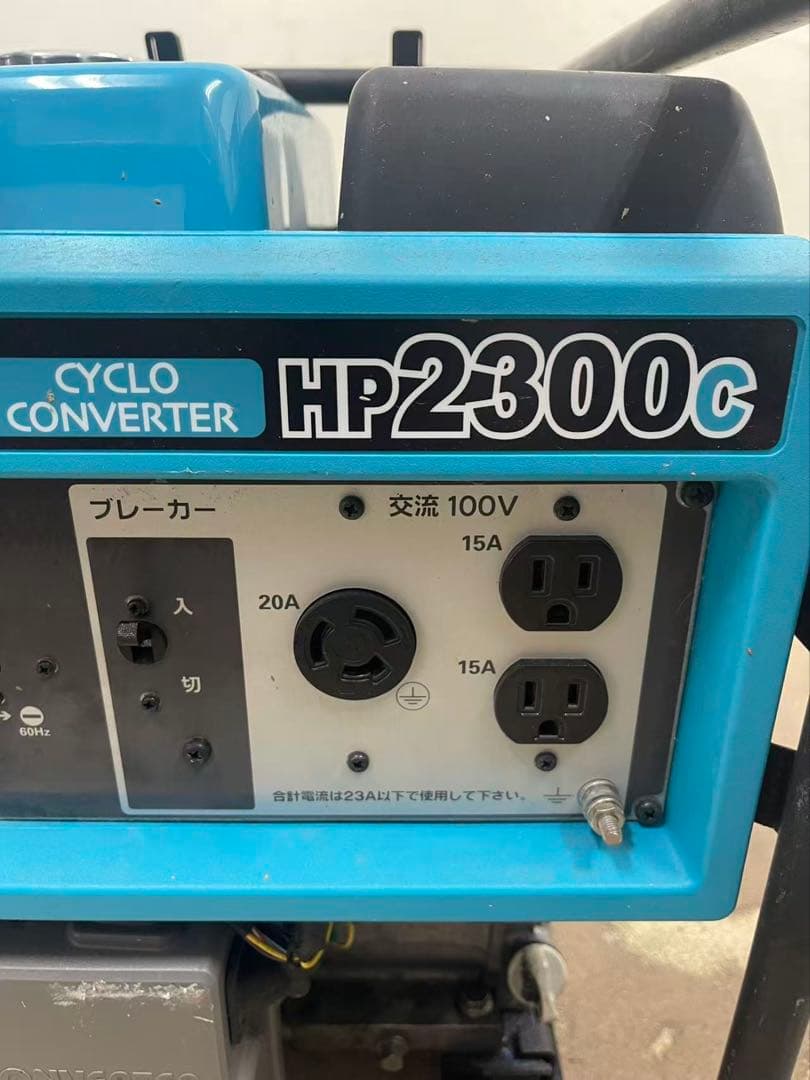 CYCLO
CONVERTER
HP2300C
ブレーカー
交流 100V
15A
20A
入
15A
切
60Hz
合計電流は23A以下で使用して下さい。